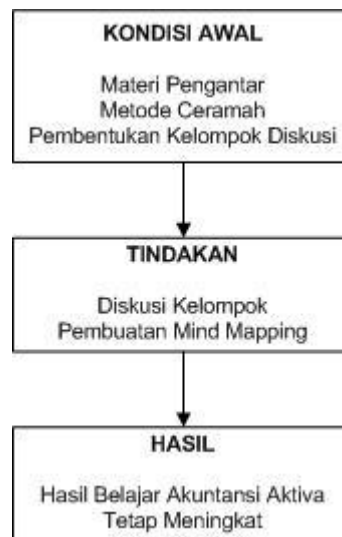 KONDISI AWAL
Materi Pengantar
Metode Ceramah
Pembentukan Kelompok Diskusi
TINDAKAN
Diskusi Kelompok
Pembuatan Mind Mapping
HASIL
Hasil Belajar Akuntansi Aktiva
Tetap Meningkat